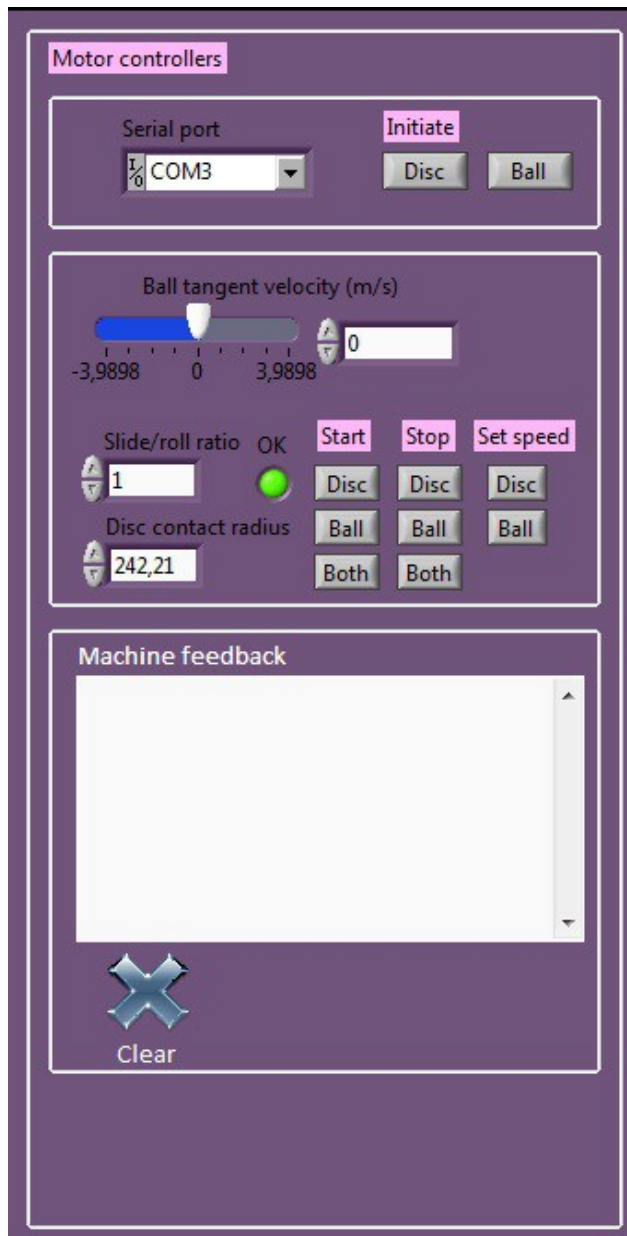 Motor controllers
Serial port Initiate
I/O COM3 Disc Ball
Ball tangent velocity (m/s)
0
-3,9898 0 3,9898
Slide/roll ratio OK Start Stop Set speed
1 Disc Disc Disc
Disc contact radius Ball Ball Ball
242,21 Both Both
Machine feedback
Clear